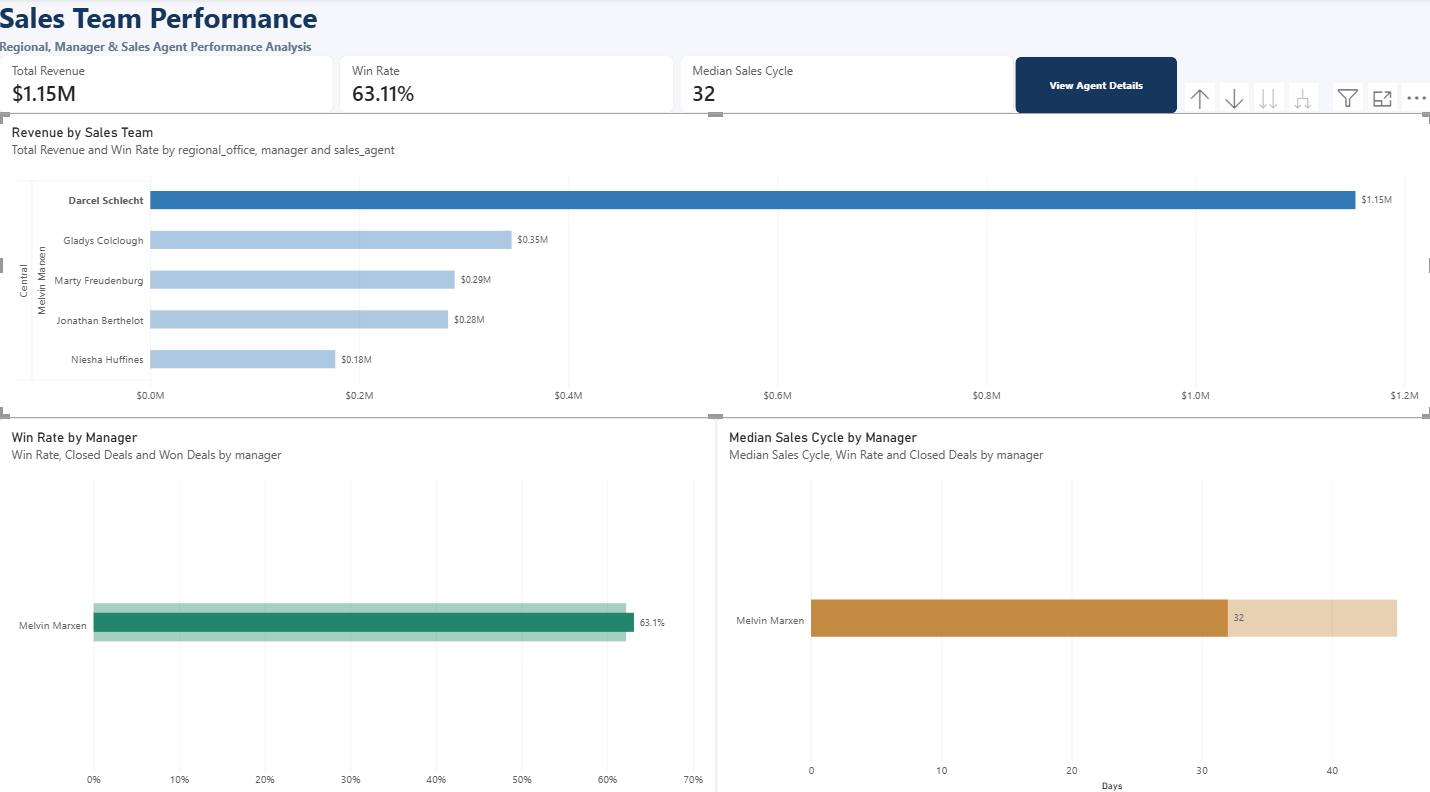 Sales Team Performance
Regional, Manager & Sales Agent Performance Analysis
Total Revenue
$1.15M
Win Rate
63.11%
Median Sales Cycle
32
View Agent Details
Revenue by Sales Team
Total Revenue and Win Rate by regional_office, manager and sales_agent
Central
Melvin Marxen
Darcel Schlecht
$1.15M
Gladys Colclough
$0.35M
Marty Freudenburg
$0.29M
Jonathan Berthelot
$0.28M
Niesha Huffines
$0.18M
$0.0M $0.2M $0.4M $0.6M $0.8M $1.0M $1.2M
Win Rate by Manager
Win Rate, Closed Deals and Won Deals by manager
Melvin Marxen
63.1%
0% 10% 20% 30% 40% 50% 60% 70%
Median Sales Cycle by Manager
Median Sales Cycle, Win Rate and Closed Deals by manager
Melvin Marxen
32
0 10 20 30 40
Days